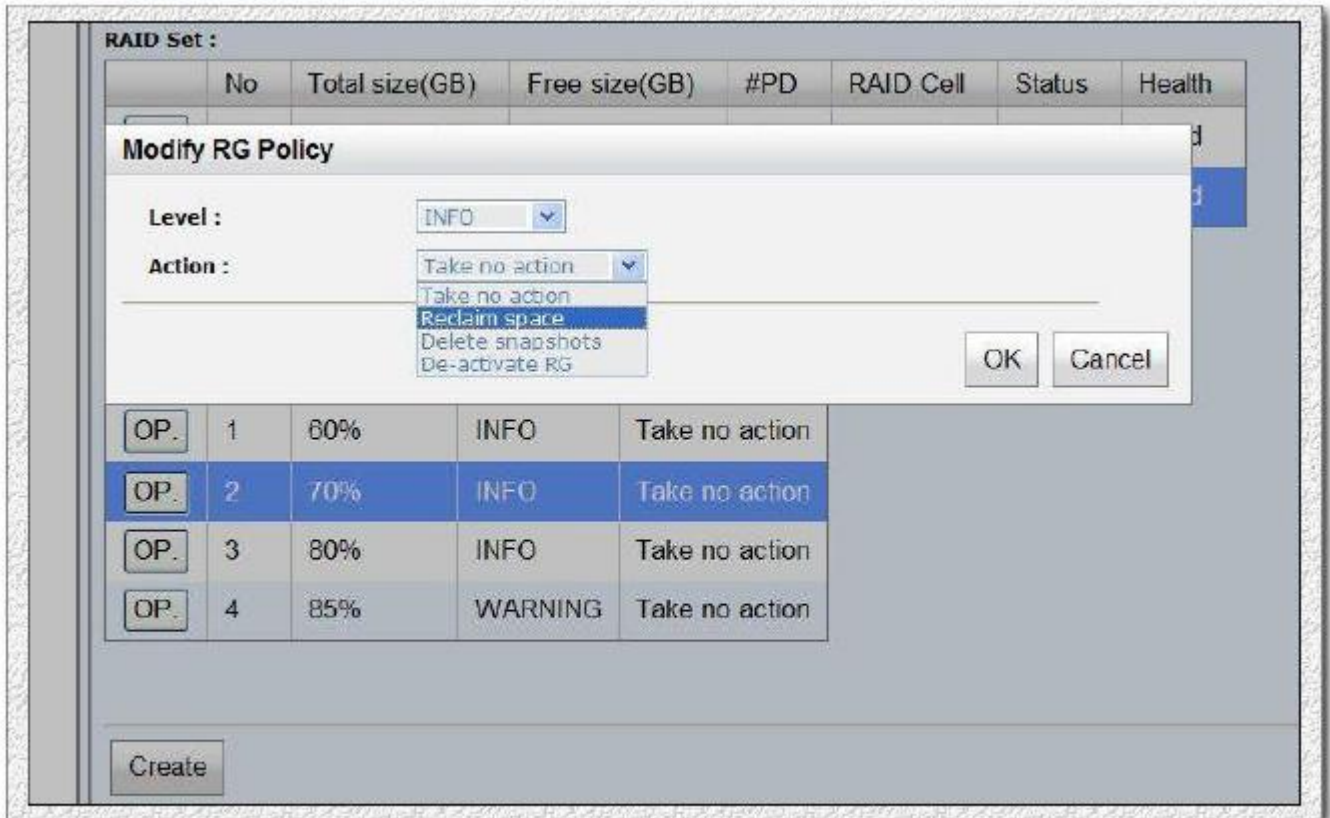 RAID Set :
No Total size(GB) Free size(GB) #PD RAID Cell Status Health
Modify RG Policy
Level : INFO
Action : Take no action
Take no action
Reclaim space
Delete snapshots
De-activate RG
OK Cancel
OP. 1 60% INFO Take no action
OP. 2 70% INFO Take no action
OP. 3 80% INFO Take no action
OP. 4 85% WARNING Take no action
Create